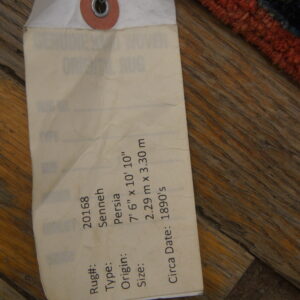 Rug#: 20168
Type: Senneh
Origin: Persia
Size: 7' 6" x 10' 10"
2.29 m x 3.30 m
Circa Date: 1890's